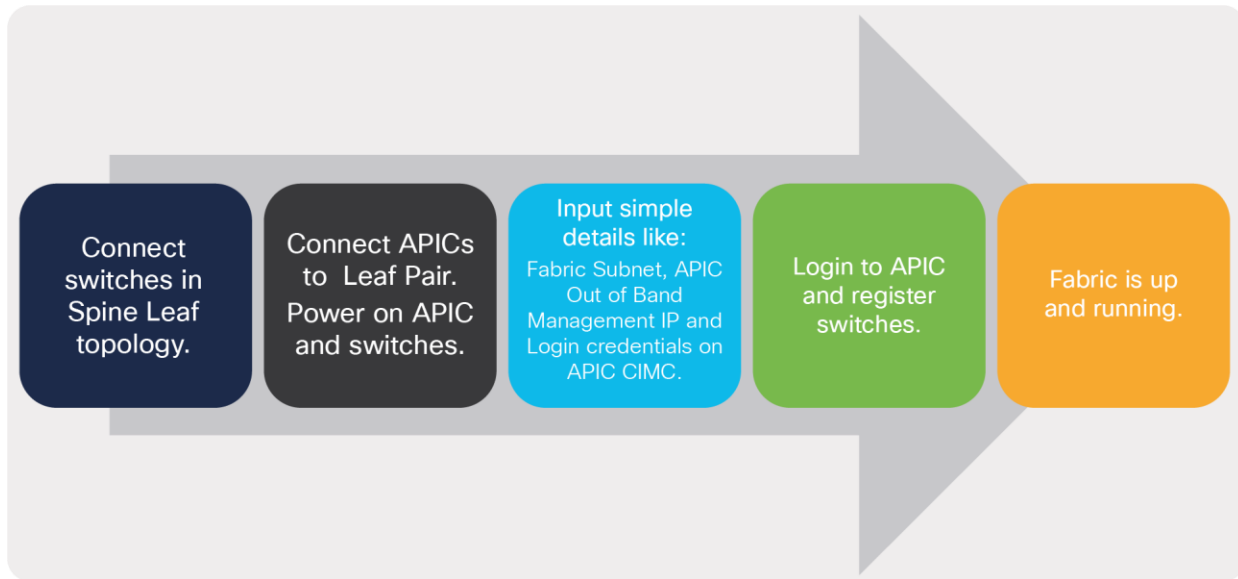 Connect
switches in
Spine Leaf
topology.
Connect APICs
to Leaf Pair.
Power on APIC
and switches.
Input simple
details like:
Fabric Subnet, APIC
Out of Band
Management IP and
Login credentials on
APIC CIMC.
Login to APIC
and register
switches.
Fabric is up
and running.